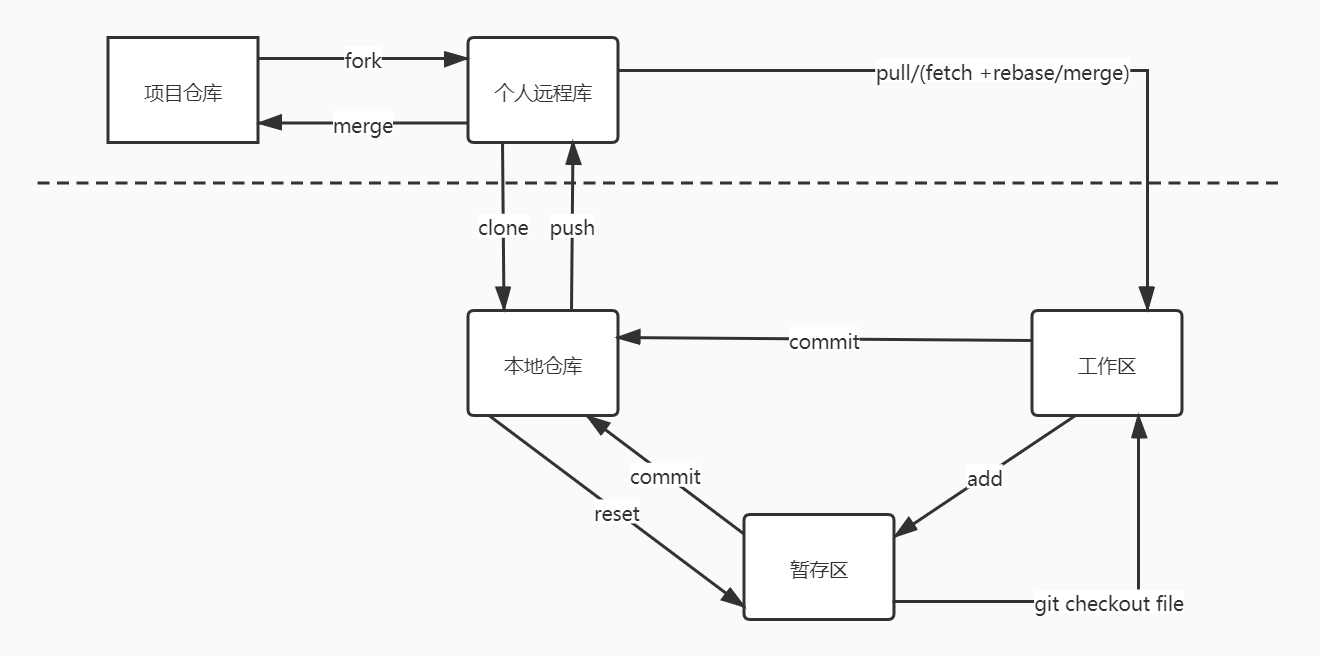 fork
项目仓库
个人远程库
pull/(fetch +rebase/merge)
merge
clone
push
本地仓库
commit
工作区
commit
add
reset
暂存区
git checkout file